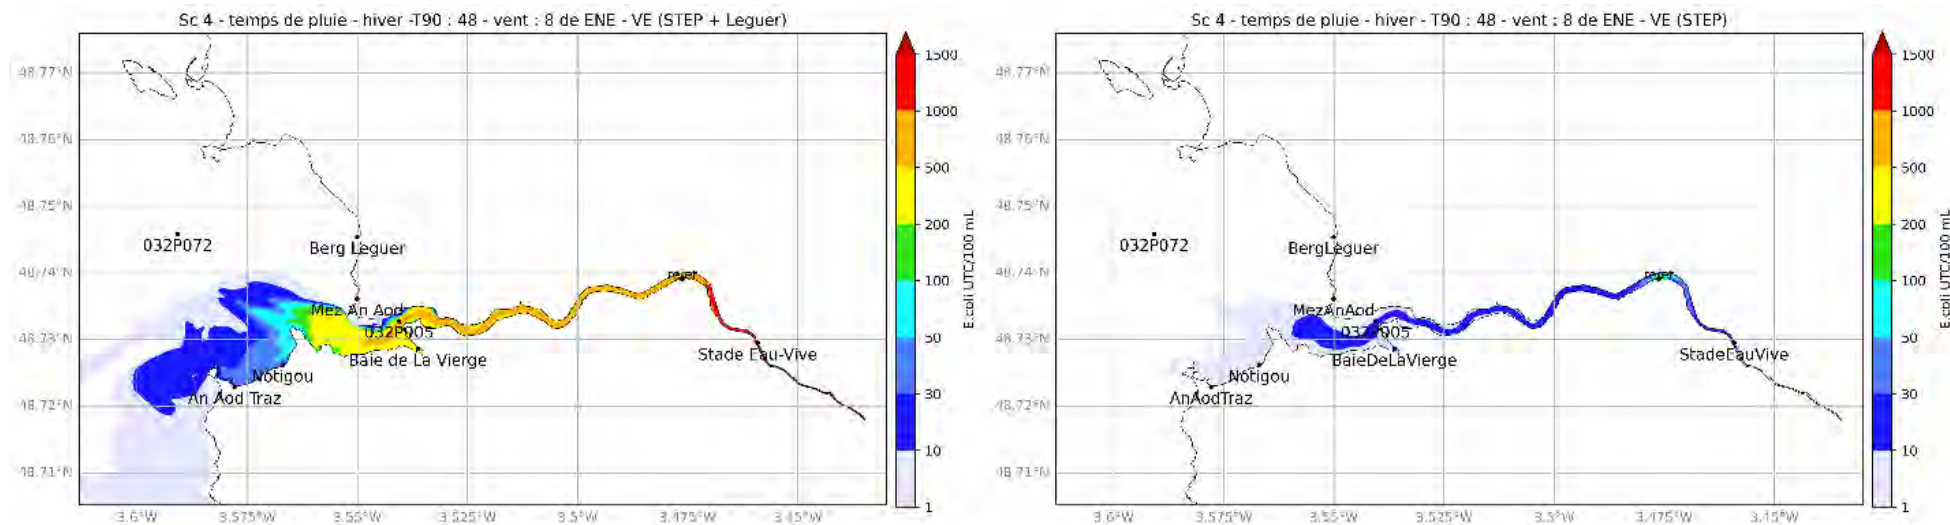 Sc 4 - temps de pluie - hiver -T90 : 48 - vent : 8 de ENE - VE (STEP + Leguer)
48.77°N
48.76°N
48.75°N
48.74°N
48.73°N
48.72°N
48.71°N
032P072
Berg Leguer
rejet
Mez An Aod
032P005
Baie de La Vierge
Stade Eau-Vive
Notigou
An Aod Traz
3.6°W
3.575°W
3.55°W
3.525°W
3.5°W
3.475°W
3.45°W
1500
1000
500
200
100
50
30
10
1
E.coli UTC/100 mL
Sc 4 - temps de pluie - hiver - T90 : 48 - vent : 8 de ENE - VE (STEP)
48.77°N
48.76°N
48.75°N
48.74°N
48.73°N
48.72°N
48.71°N
032P072
BergLeguer
rejet
MezAnAod
032P005
BaieDeLaVierge
StadeEauVive
Notigou
AnAodTraz
3.6°W
3.575°W
3.55°W
3.525°W
3.5°W
3.475°W
3.45°W
1500
1000
500
200
100
50
30
10
1
E.coli UTC/100 mL